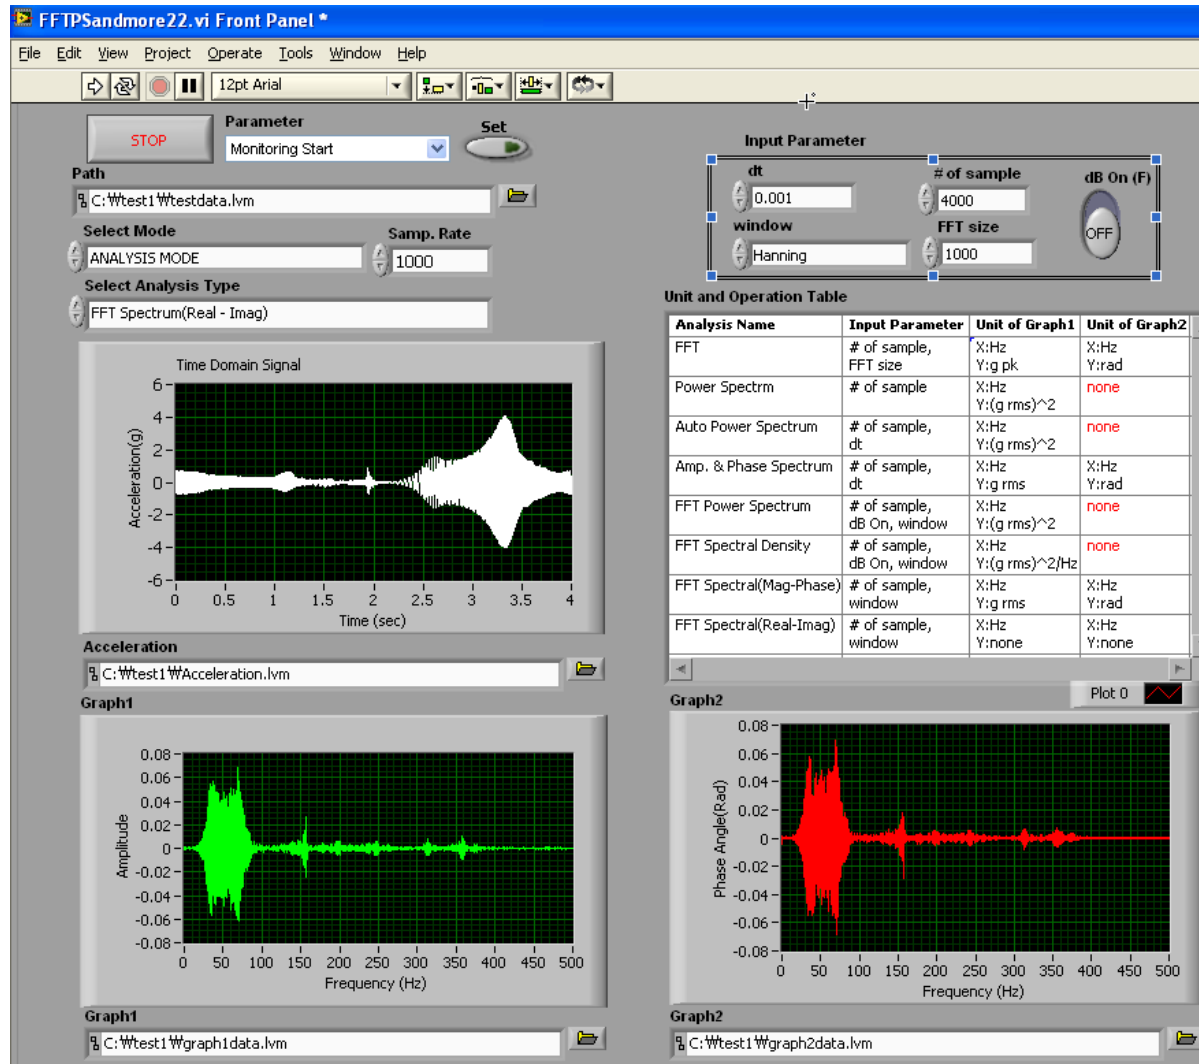 FFTPSandmore22.vi Front Panel *
File Edit View Project Operate Tools Window Help
12pt Arial
STOP
Parameter
Monitoring Start
Set
Path
C:₩test1₩testdata.lvm
Select Mode
ANALYSIS MODE
Samp. Rate
1000
Select Analysis Type
FFT Spectrum(Real - Imag)
Input Parameter
dt
0.001
# of sample
4000
dB On (F)
OFF
window
Hanning
FFT size
1000
Unit and Operation Table
Analysis Name Input Parameter Unit of Graph1 Unit of Graph2
FFT # of sample, X:Hz X:Hz
FFT size Y:g pk Y:rad
Power Spectrm # of sample X:Hz none
Y:(g rms)^2
Auto Power Spectrum # of sample, X:Hz none
dt Y:(g rms)^2
Amp. & Phase Spectrum # of sample, X:Hz X:Hz
dt Y:g rms Y:rad
FFT Power Spectrum # of sample, X:Hz none
dB On, window Y:(g rms)^2
FFT Spectral Density # of sample, X:Hz none
dB On, window Y:(g rms)^2/Hz
FFT Spectral(Mag-Phase) # of sample, X:Hz X:Hz
window Y:g rms Y:rad
FFT Spectral(Real-Imag) # of sample, X:Hz X:Hz
window Y:none Y:none
Time Domain Signal
Acceleration(g)
6
4
2
0
-2
-4
-6
0 0.5 1 1.5 2 2.5 3 3.5 4
Time (sec)
Acceleration
C:₩test1₩Acceleration.lvm
Graph1
Amplitude
0.08
0.06
0.04
0.02
0
-0.02
-0.04
-0.06
-0.08
0 50 100 150 200 250 300 350 400 450 500
Frequency (Hz)
Graph1
C:₩test1₩graph1data.lvm
Graph2
Plot 0
Phase Angle(Rad)
0.08
0.06
0.04
0.02
0
-0.02
-0.04
-0.06
-0.08
0 50 100 150 200 250 300 350 400 450 500
Frequency (Hz)
Graph2
C:₩test1₩graph2data.lvm